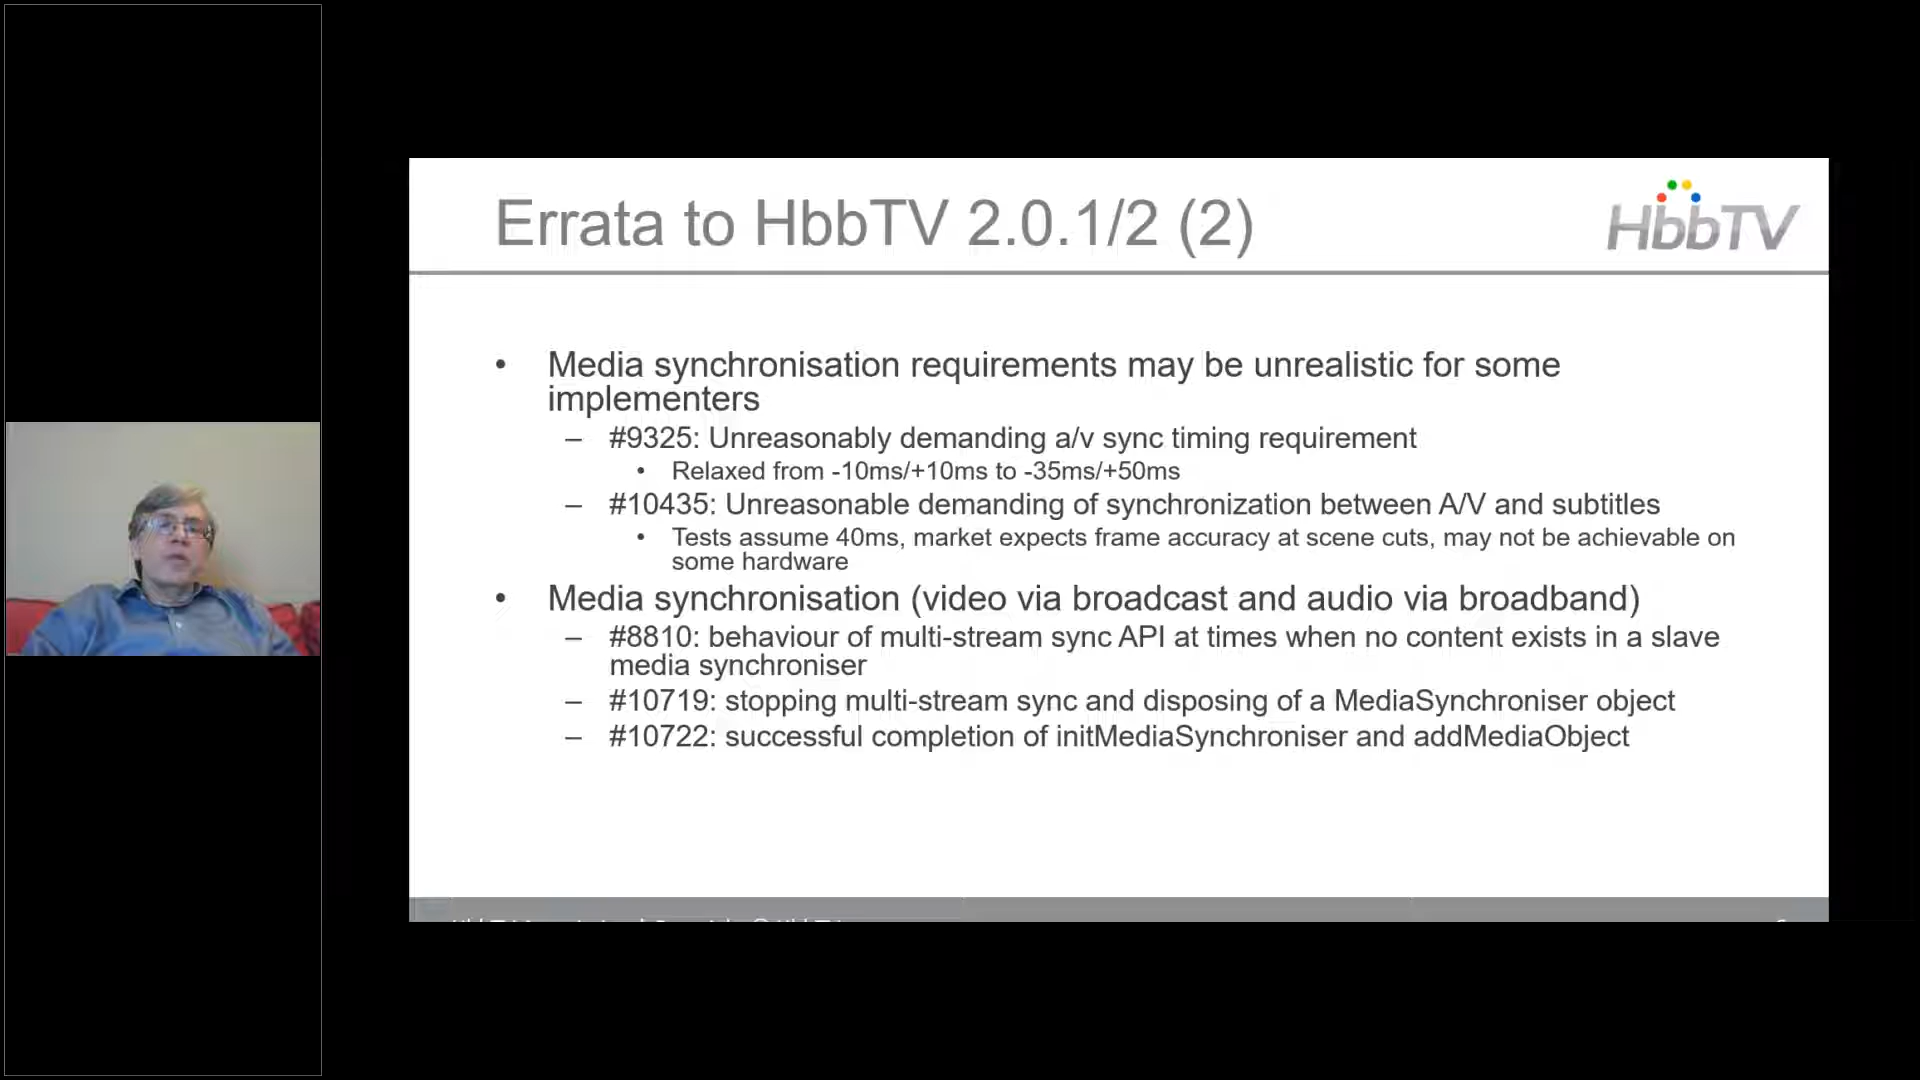 Errata to HbbTV 2.0.1/2 (2)
HbbTV
• Media synchronisation requirements may be unrealistic for some
implementers
– #9325: Unreasonably demanding a/v sync timing requirement
• Relaxed from -10ms/+10ms to -35ms/+50ms
– #10435: Unreasonable demanding of synchronization between A/V and subtitles
• Tests assume 40ms, market expects frame accuracy at scene cuts, may not be achievable on
some hardware
• Media synchronisation (video via broadcast and audio via broadband)
– #8810: behaviour of multi-stream sync API at times when no content exists in a slave
media synchroniser
– #10719: stopping multi-stream sync and disposing of a MediaSynchroniser object
– #10722: successful completion of initMediaSynchroniser and addMediaObject